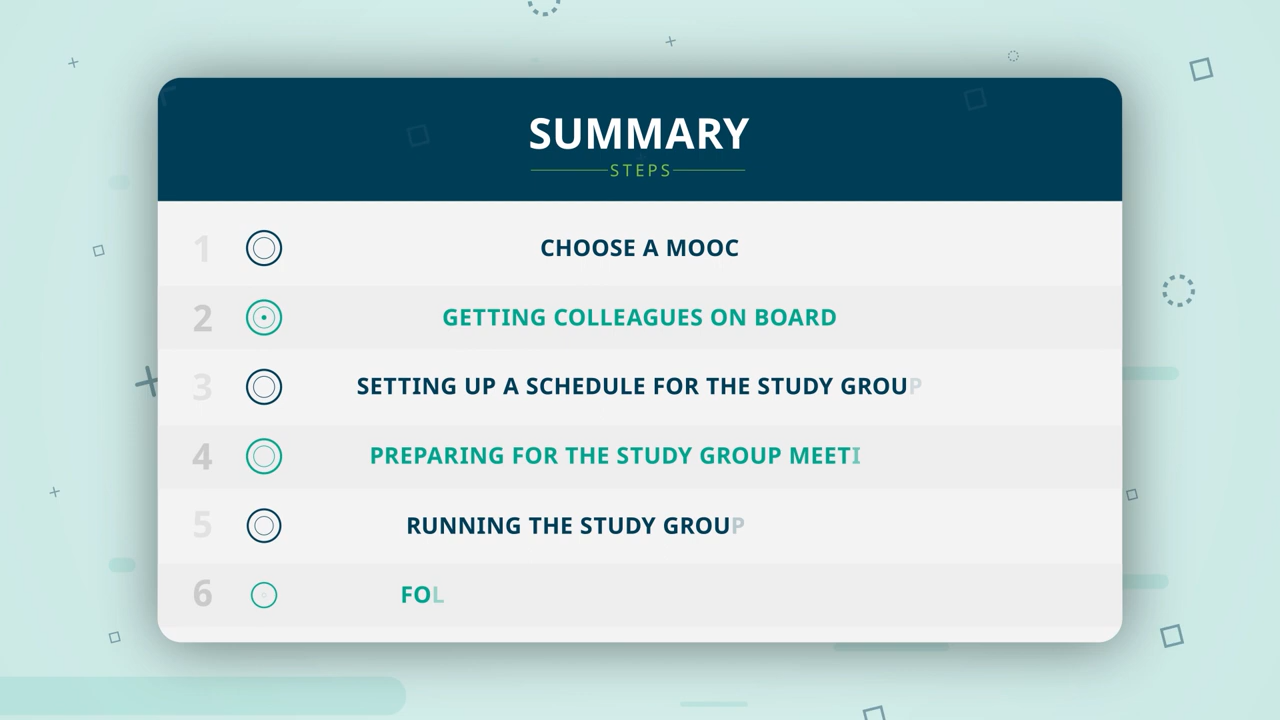 SUMMARY
STEPS
1 CHOOSE A MOOC
2 GETTING COLLEAGUES ON BOARD
3 SETTING UP A SCHEDULE FOR THE STUDY GROUP
4 PREPARING FOR THE STUDY GROUP MEETI
5 RUNNING THE STUDY GROUP
6 FOL